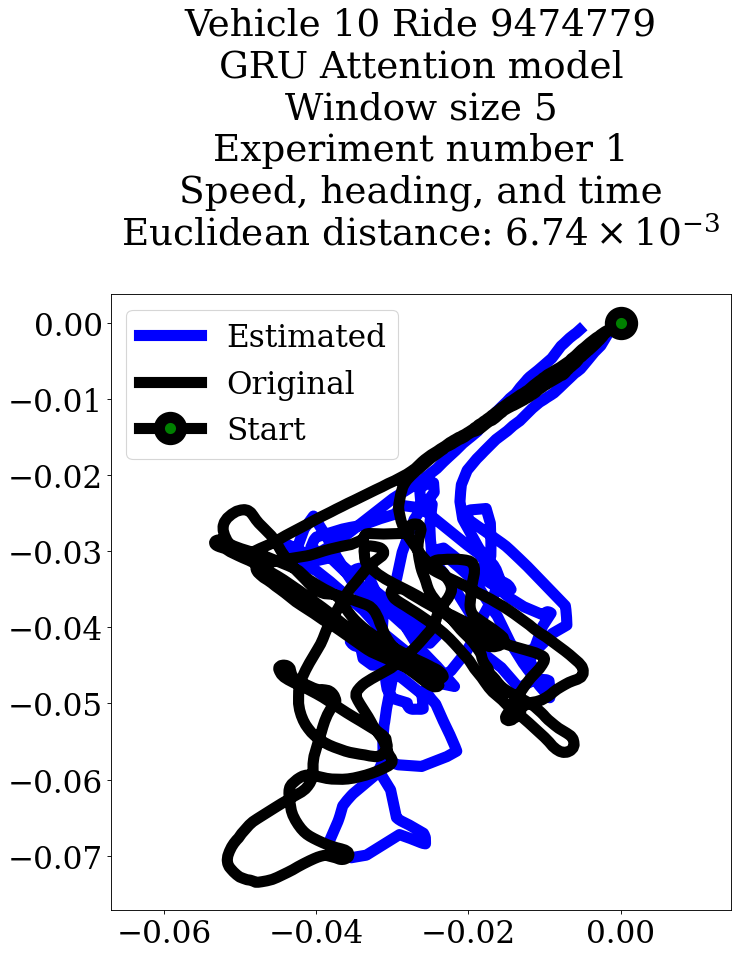 Vehicle 10 Ride 9474779
GRU Attention model
Window size 5
Experiment number 1
Speed, heading, and time
Euclidean distance: 6.74 × 10⁻³
Estimated
Original
Start
0.00
−0.01
−0.02
−0.03
−0.04
−0.05
−0.06
−0.07
−0.06 −0.04 −0.02 0.00